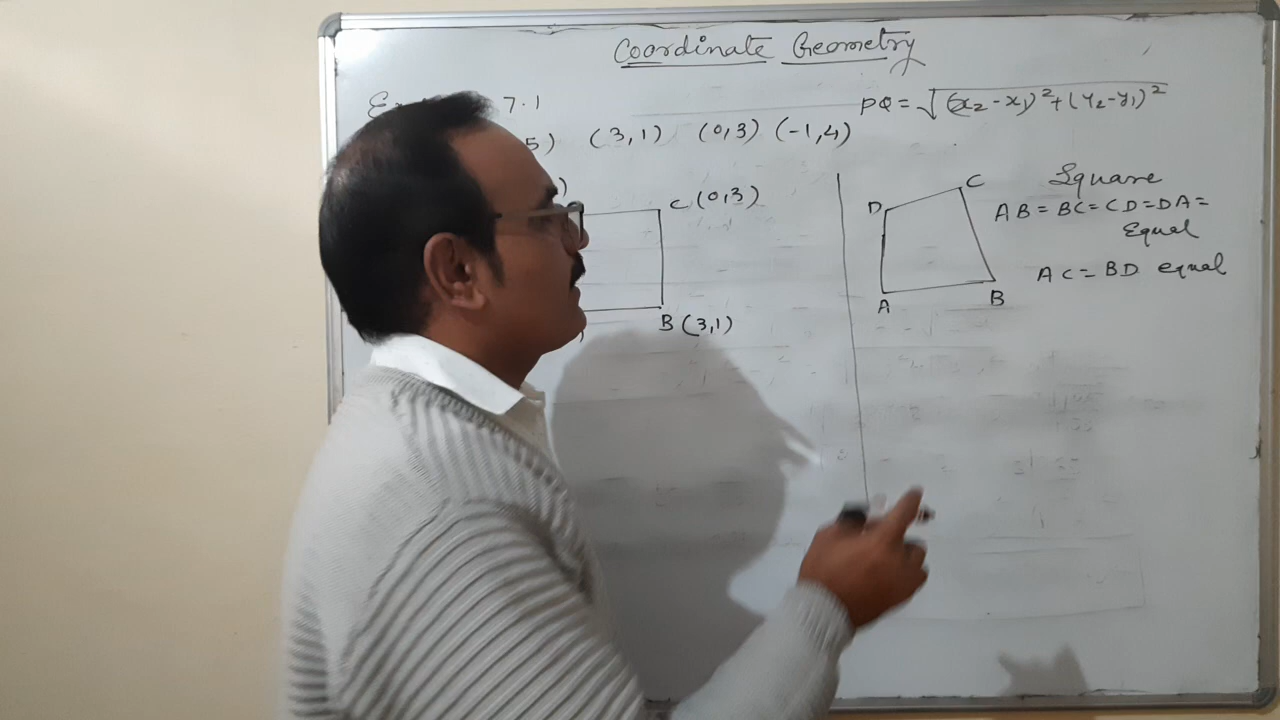 Coordinate Geometry
7.1
PQ = √(x₂-x₁)²+(y₂-y₁)²
5) (3,1) (0,3) (-1,4)
)
C (0,3)
B (3,1)
)
D
C
A
B
Square
AB = BC = CD = DA =
Equal
AC = BD equal